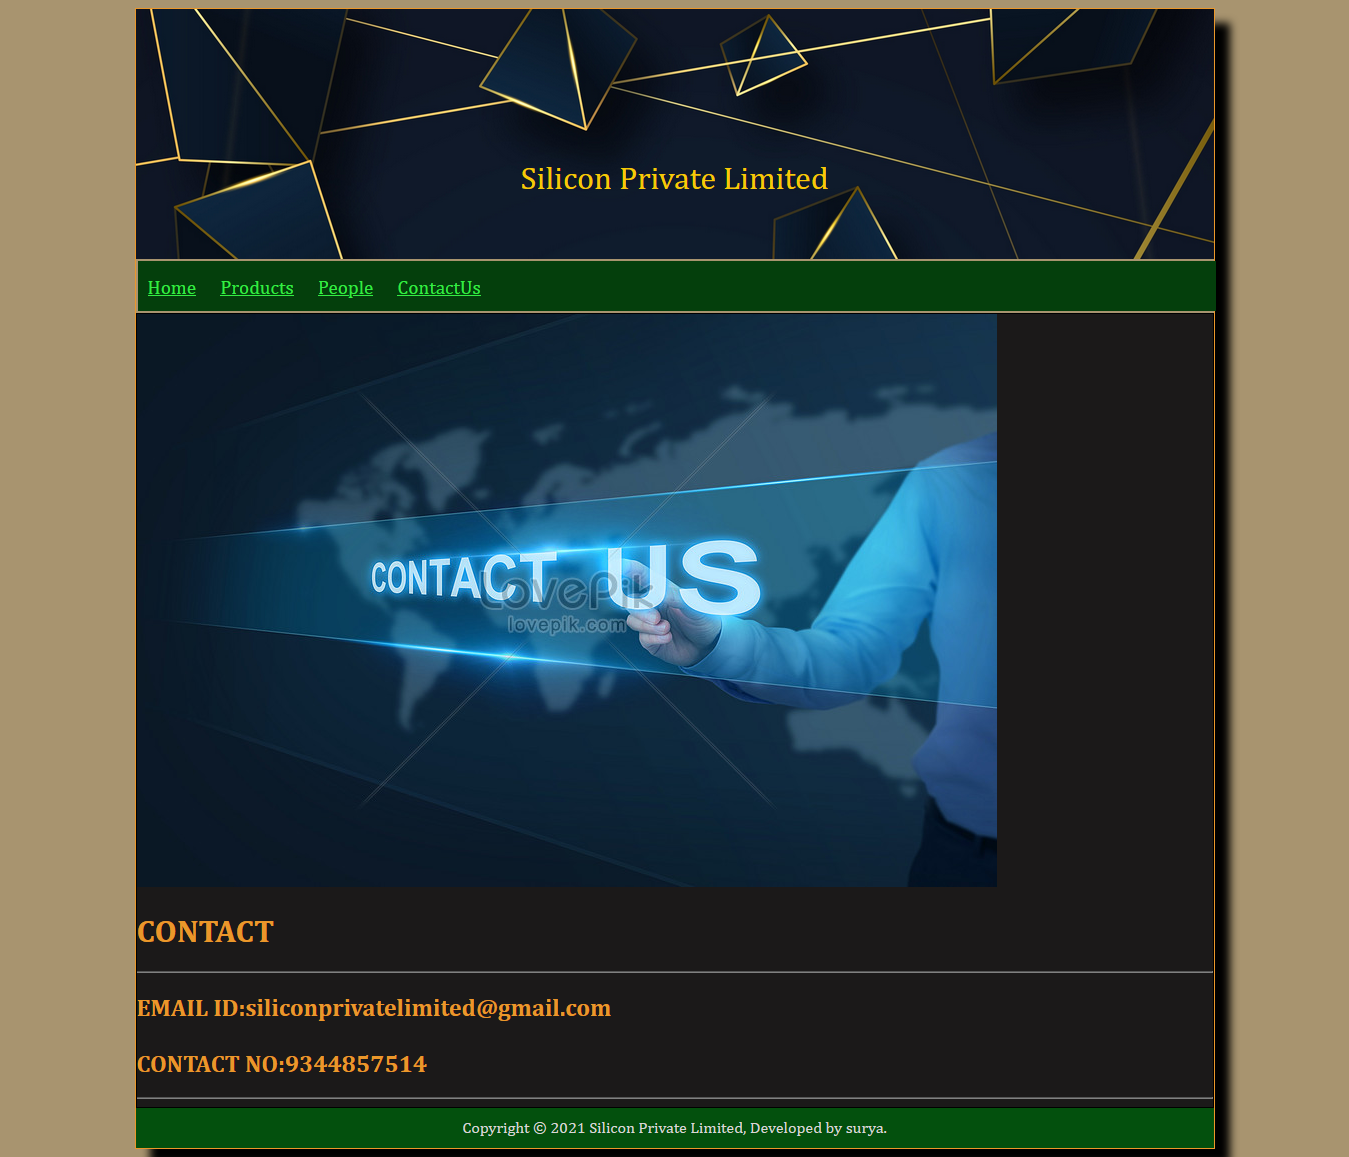 Silicon Private Limited
Home Products People ContactUs
CONTACT US
lovepik
lovepik.com
CONTACT
EMAIL ID:siliconprivatelimited@gmail.com
CONTACT NO:9344857514
Copyright © 2021 Silicon Private Limited, Developed by surya.